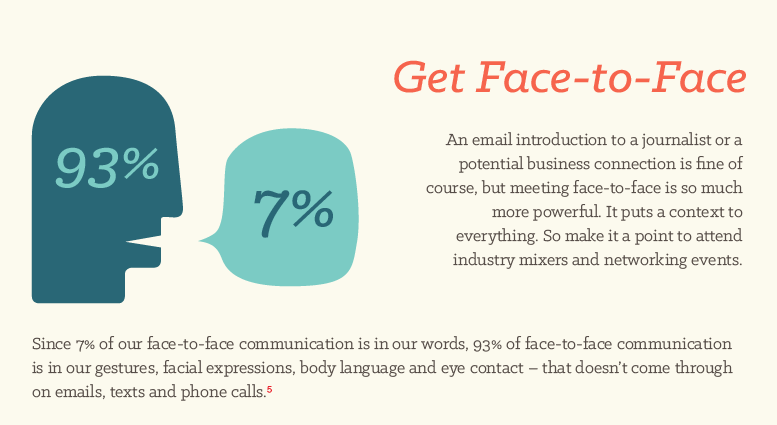 Get Face-to-Face
93%
7%
An email introduction to a journalist or a
potential business connection is fine of
course, but meeting face-to-face is so much
more powerful. It puts a context to
everything. So make it a point to attend
industry mixers and networking events.
Since 7% of our face-to-face communication is in our words, 93% of face-to-face communication
is in our gestures, facial expressions, body language and eye contact – that doesn't come through
on emails, texts and phone calls.5